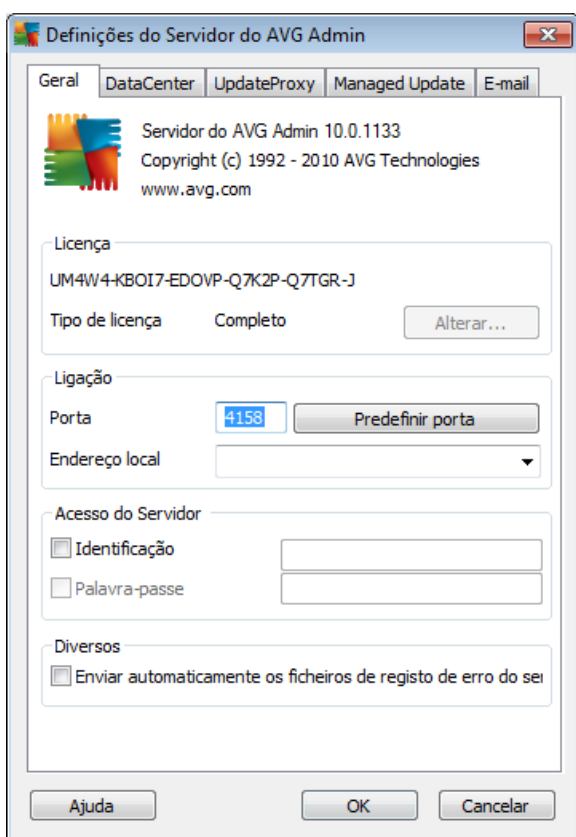 Definições do Servidor do AVG Admin
Geral DataCenter UpdateProxy Managed Update E-mail
Servidor do AVG Admin 10.0.1133
Copyright (c) 1992 - 2010 AVG Technologies
www.avg.com
Licença
UM4W4-KBOI7-EDOVP-Q7K2P-Q7TGR-J
Tipo de licença Completo Alterar...
Ligação
Porta 4158 Predefinir porta
Endereço local
Acesso do Servidor
Identificação
Palavra-passe
Diversos
Enviar automaticamente os ficheiros de registo de erro do ser
Ajuda OK Cancelar